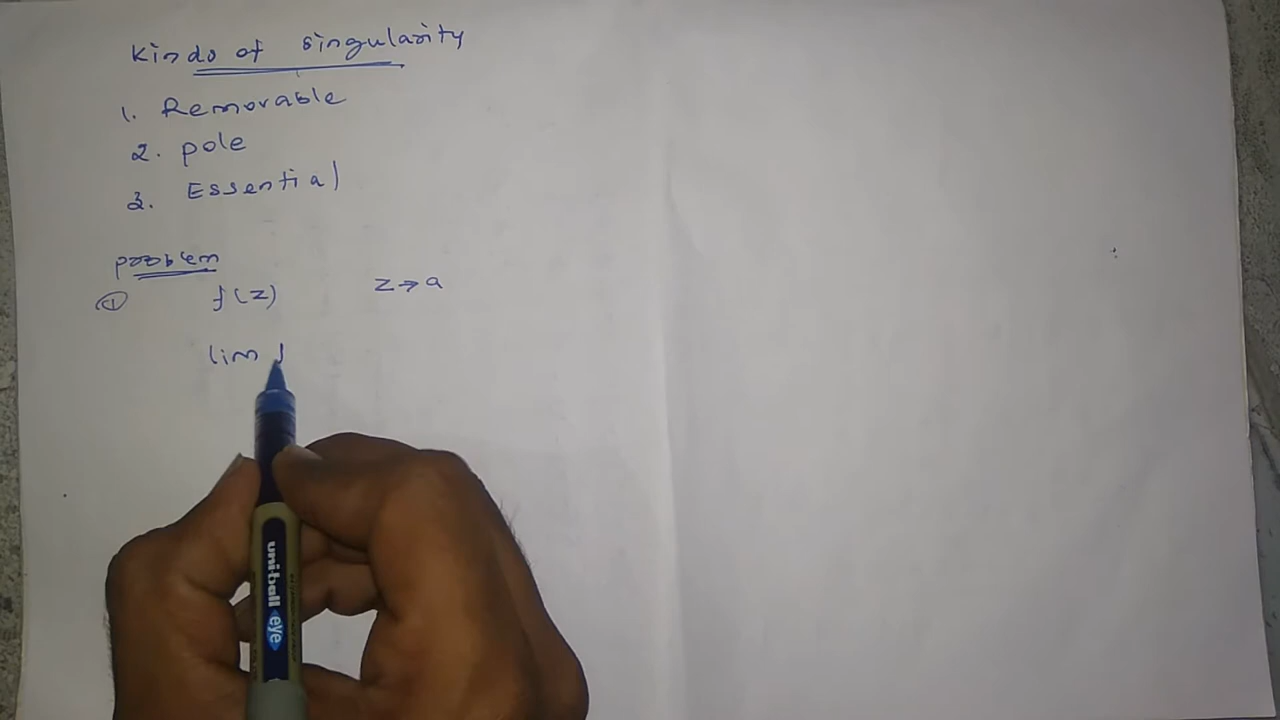 Kinds of singularity
1. Removable
2. pole
3. Essential
problem
① f(z) z→a
lim f
uniball eye